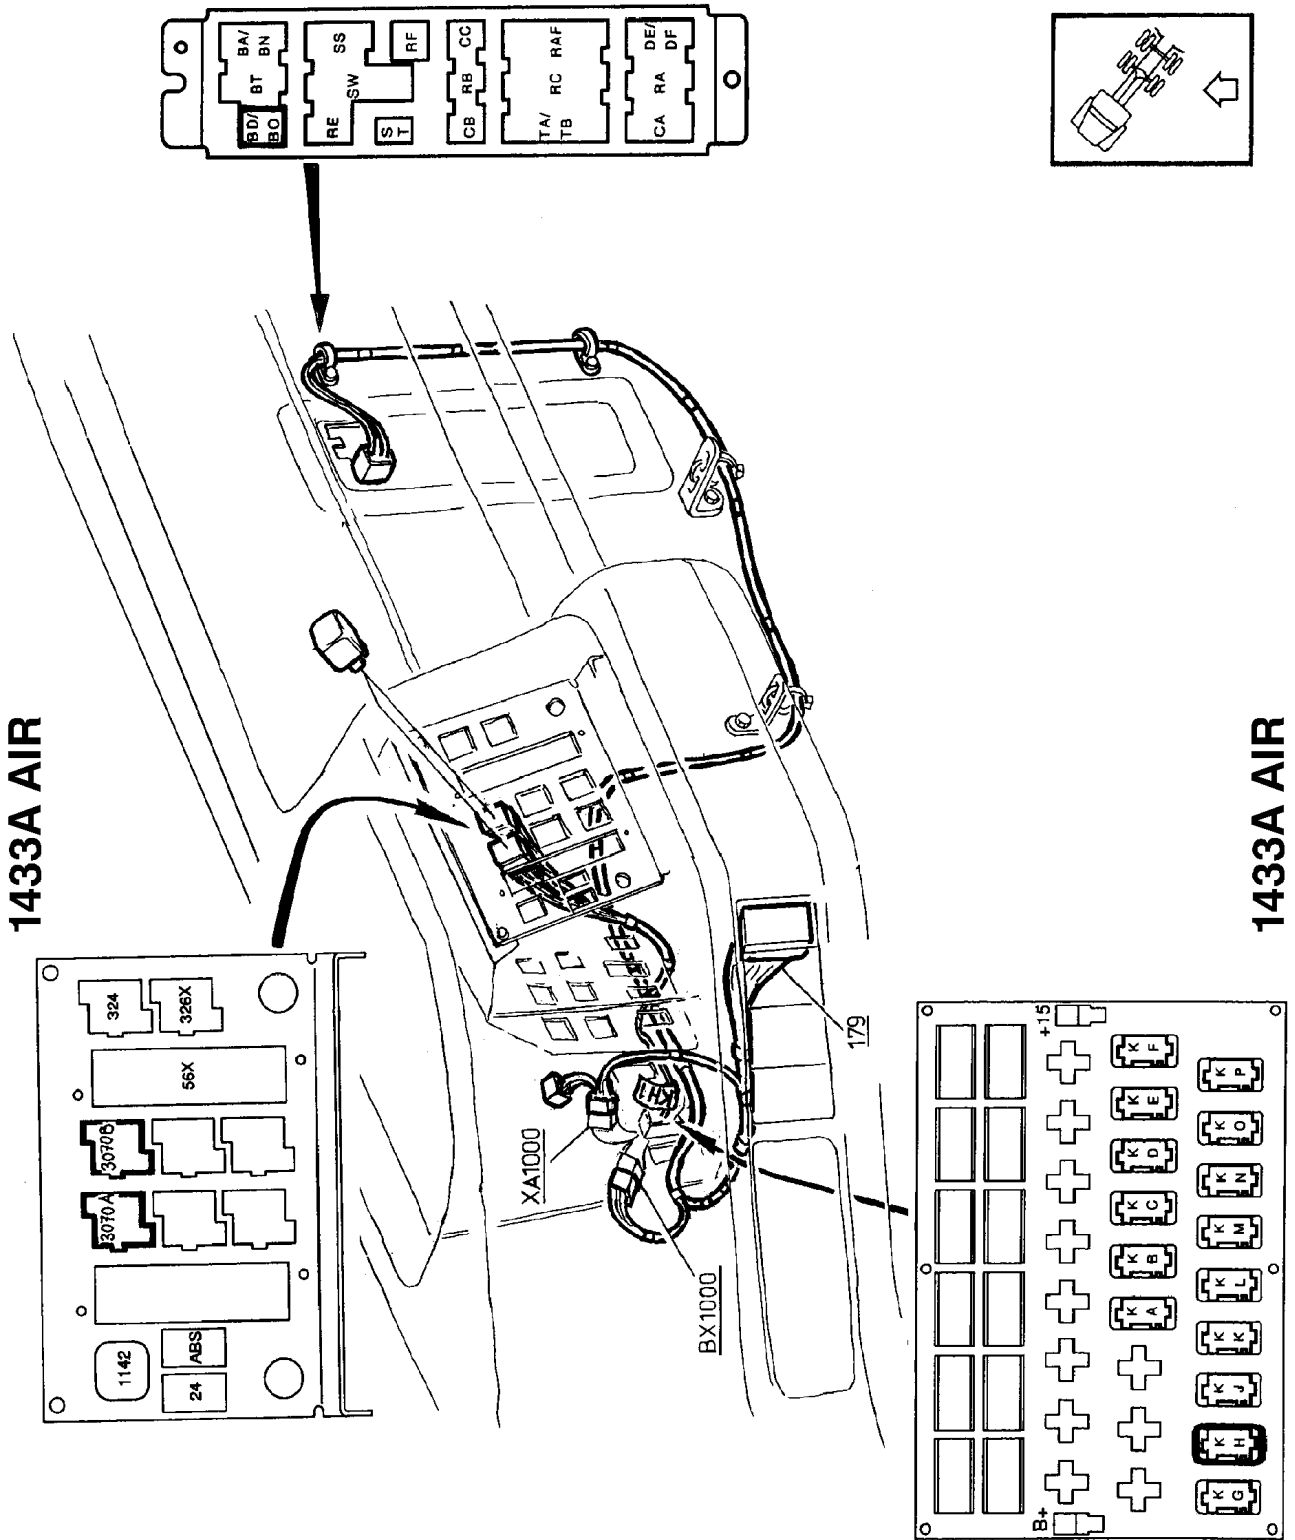 1433A AIR
BD/
BO
BT
BA/
BN
RE
SW
SS
S
T
RF
CB
RB
CC
TA/
TB
RC
RAF
CA
RA
DE/
DF
1142
24
ABS
3070A
3070B
56X
324
326X
XA1000
BX1000
KH1
179
B+
+15
K
A
K
B
K
C
K
D
K
E
K
F
K
G
K
H
K
J
K
K
K
L
K
M
K
N
K
O
K
P
1433A AIR